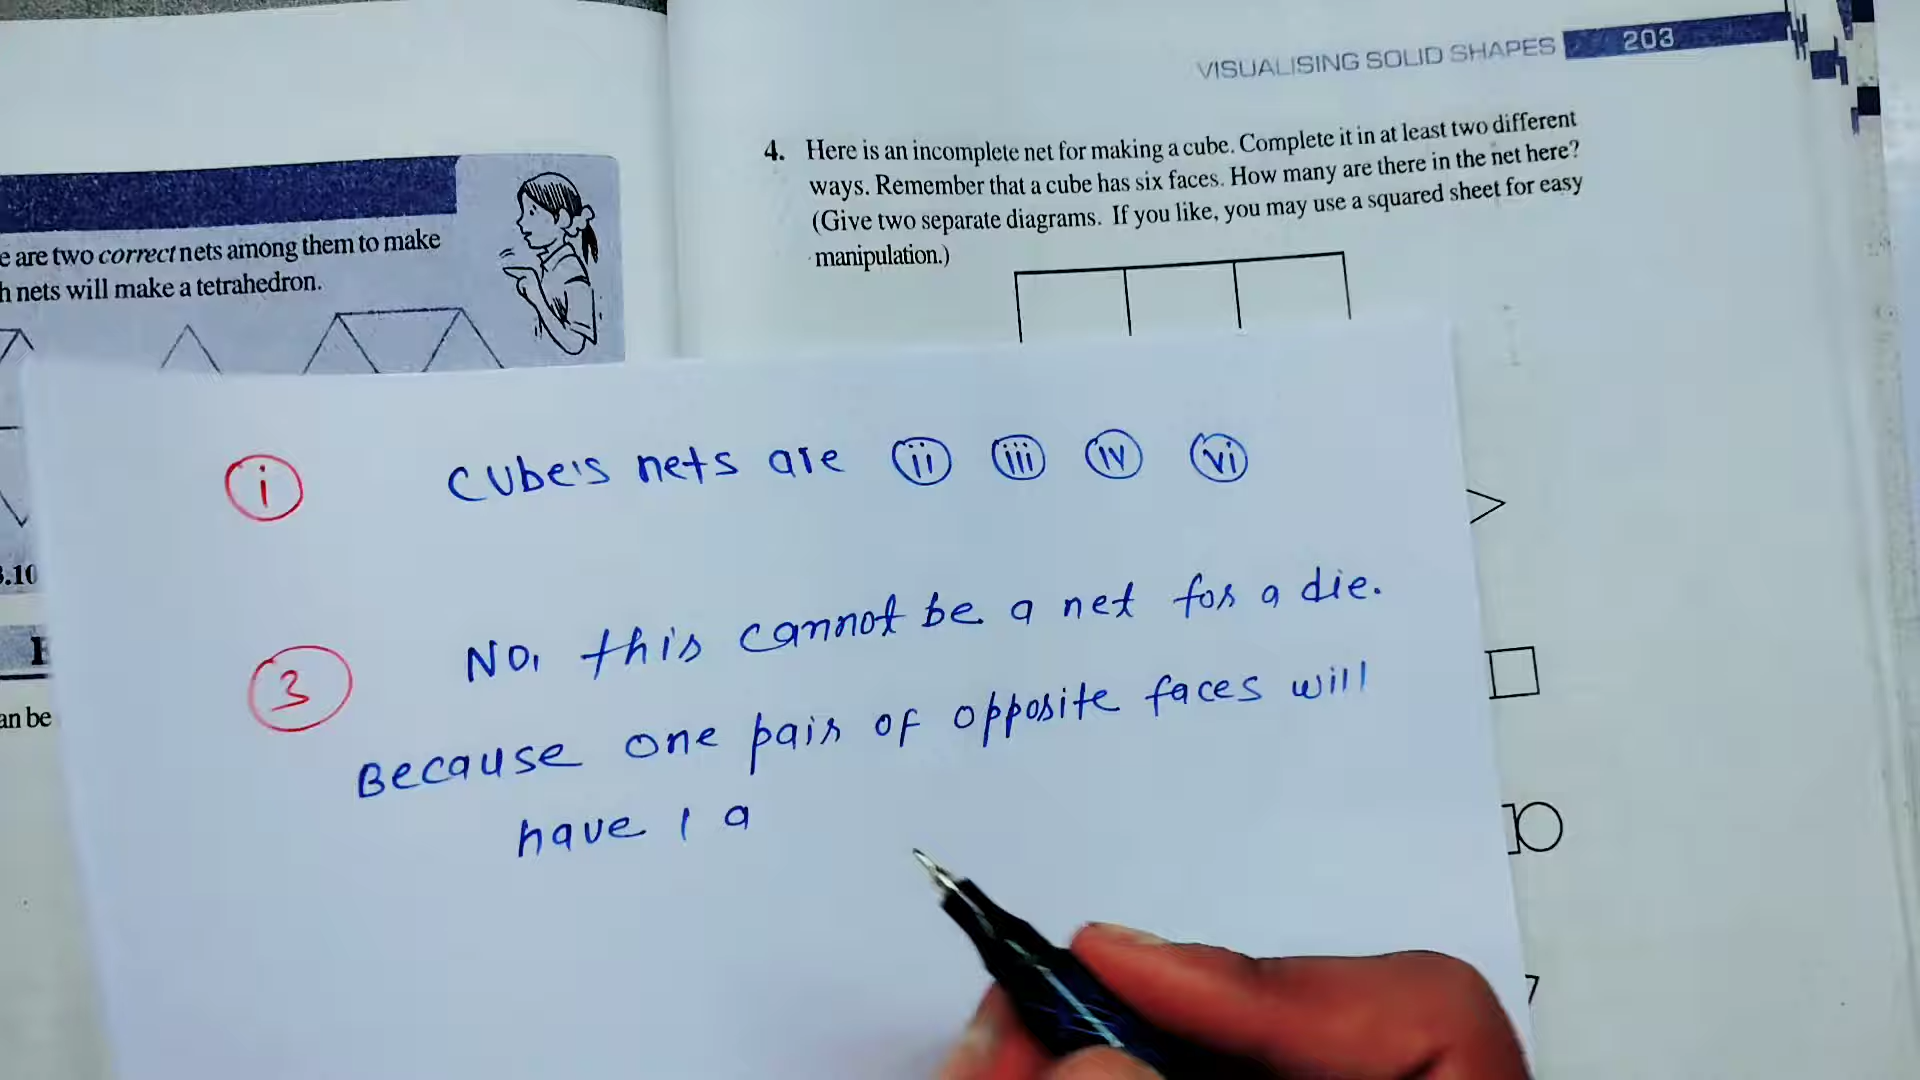 VISUALISING SOLID SHAPES 203
4. Here is an incomplete net for making a cube. Complete it in at least two different
ways. Remember that a cube has six faces. How many are there in the net here?
(Give two separate diagrams. If you like, you may use a squared sheet for easy
manipulation.)
e are two correct nets among them to make
h nets will make a tetrahedron.
i cube's nets are ii iii iv vi
3.10
3 No, this cannot be a net for a die.
an be
Because one pair of opposite faces will
have 1 a